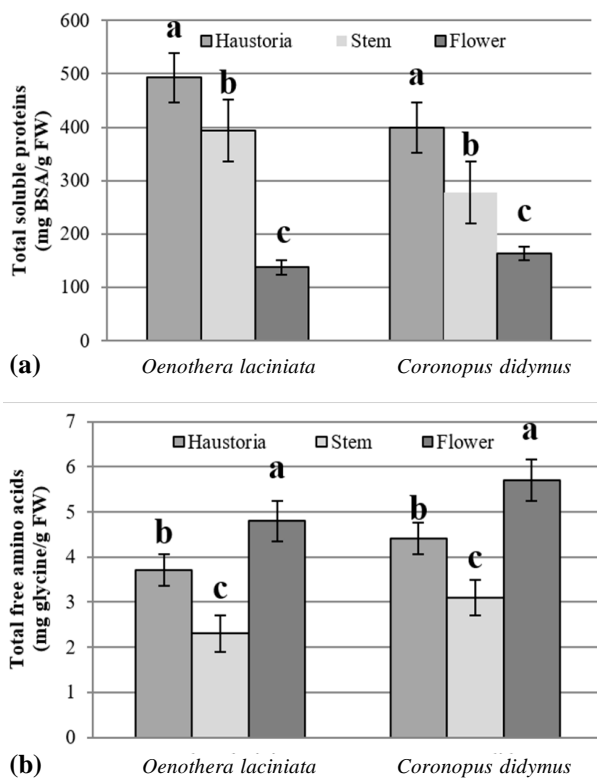 600
a
Haustoria Stem Flower
500
b
a
400
b
300
c
c
200
100
0
Total soluble proteins
(mg BSA/g FW)
(a)
Oenothera laciniata Coronopus didymus
7
a
Haustoria Stem Flower
6
a
5
b
b
4
c
c
3
2
1
0
Total free amino acids
(mg glycine/g FW)
(b)
Oenothera laciniata Coronopus didymus